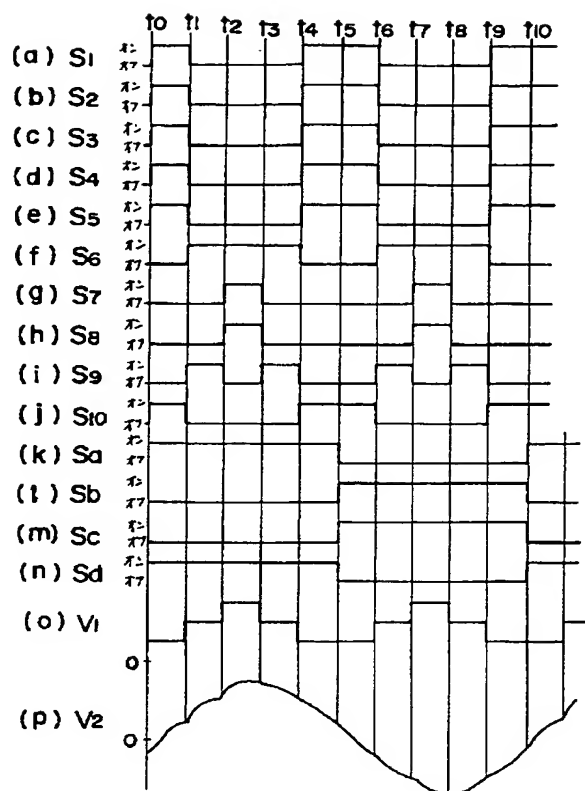 t0 t1 t2 t3 t4 t5 t6 t7 t8 t9 t10
(a) S1 オン オフ
(b) S2 オン オフ
(c) S3 オン オフ
(d) S4 オン オフ
(e) S5 オン オフ
(f) S6 オン オフ
(g) S7 オン オフ
(h) S8 オン オフ
(i) S9 オン オフ
(j) S10 オン オフ
(k) Sa オン オフ
(l) Sb オン オフ
(m) Sc オン オフ
(n) Sd オン オフ
(o) V1
0
(p) V2
0